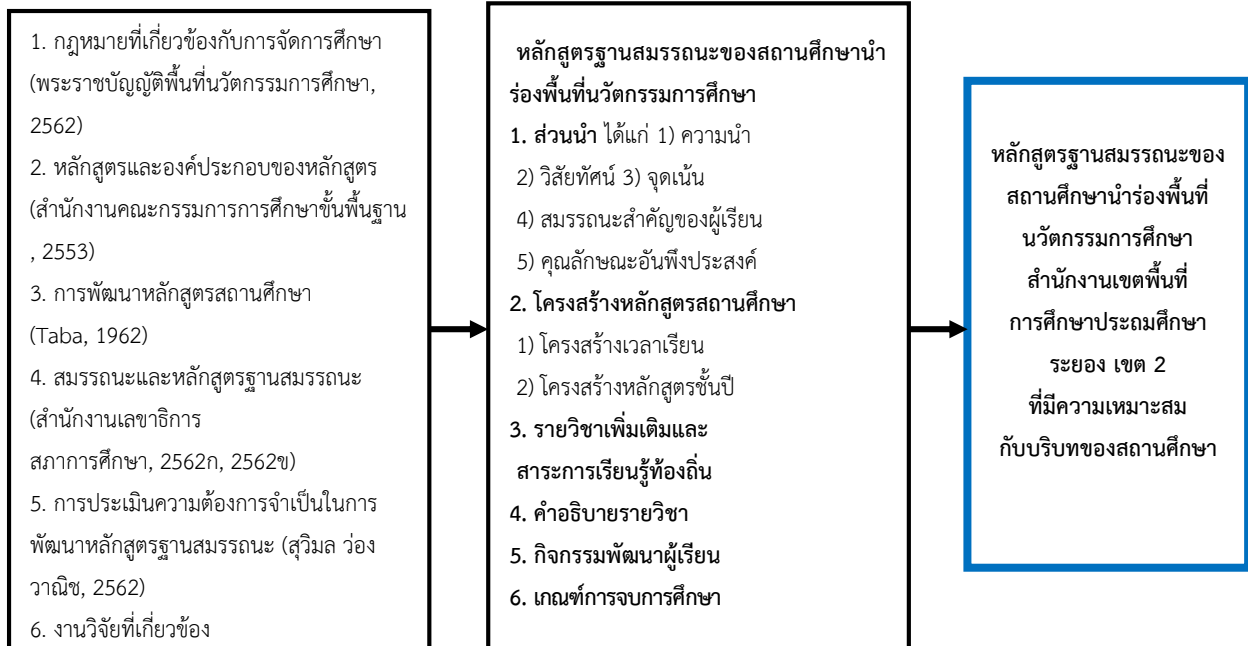 1. กฎหมายที่เกี่ยวข้องกับการจัดการศึกษา
(พระราชบัญญัติพื้นที่นวัตกรรมการศึกษา,
2562)
2. หลักสูตรและองค์ประกอบของหลักสูตร
(สำนักงานคณะกรรมการการศึกษาขั้นพื้นฐาน
, 2553)
3. การพัฒนาหลักสูตรสถานศึกษา
(Taba, 1962)
4. สมรรถนะและหลักสูตรฐานสมรรถนะ
(สำนักงานเลขาธิการ
สภาการศึกษา, 2562ก, 2562ข)
5. การประเมินความต้องการจำเป็นในการ
พัฒนาหลักสูตรฐานสมรรถนะ (สุวิมล ว่อง
วาณิช, 2562)
6. งานวิจัยที่เกี่ยวข้อง
หลักสูตรฐานสมรรถนะของสถานศึกษานำ
ร่องพื้นที่นวัตกรรมการศึกษา
1. ส่วนนำ ได้แก่ 1) ความนำ
2) วิสัยทัศน์ 3) จุดเน้น
4) สมรรถนะสำคัญของผู้เรียน
5) คุณลักษณะอันพึงประสงค์
2. โครงสร้างหลักสูตรสถานศึกษา
1) โครงสร้างเวลาเรียน
2) โครงสร้างหลักสูตรชั้นปี
3. รายวิชาเพิ่มเติมและ
สาระการเรียนรู้ท้องถิ่น
4. คำอธิบายรายวิชา
5. กิจกรรมพัฒนาผู้เรียน
6. เกณฑ์การจบการศึกษา
หลักสูตรฐานสมรรถนะของ
สถานศึกษานำร่องพื้นที่
นวัตกรรมการศึกษา
สำนักงานเขตพื้นที่
การศึกษาประถมศึกษา
ระยอง เขต 2
ที่มีความเหมาะสม
กับบริบทของสถานศึกษา